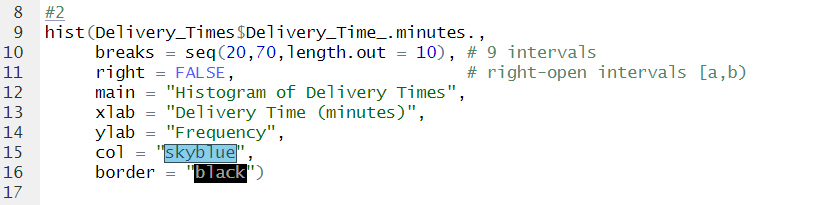 8 #2
9 hist(Delivery_Times$Delivery_Time_.minutes.,
10 breaks = seq(20,70,length.out = 10), # 9 intervals
11 right = FALSE, # right-open intervals [a,b)
12 main = "Histogram of Delivery Times",
13 xlab = "Delivery Time (minutes)",
14 ylab = "Frequency",
15 col = "skyblue",
16 border = "black")
17